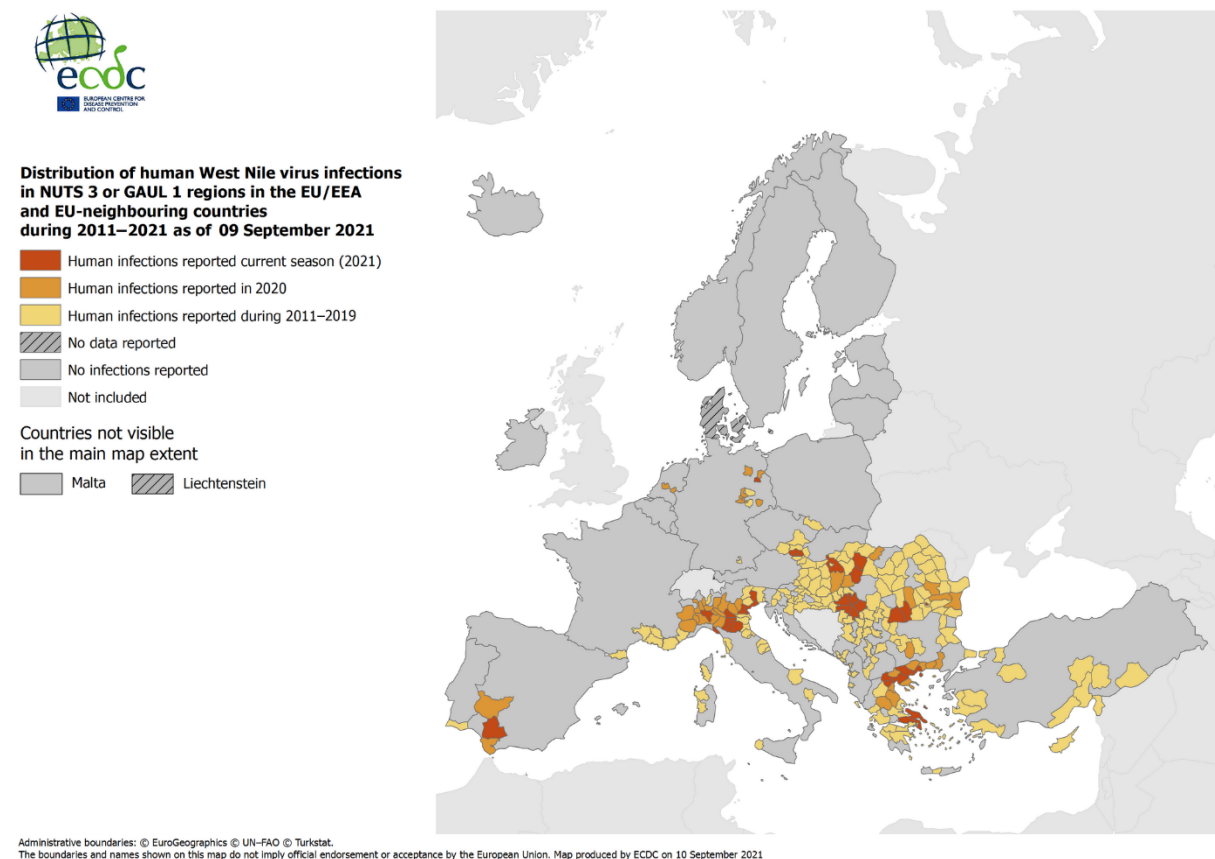 ecdc
EUROPEAN CENTRE FOR
DISEASE PREVENTION
AND CONTROL
Distribution of human West Nile virus infections
in NUTS 3 or GAUL 1 regions in the EU/EEA
and EU-neighbouring countries
during 2011–2021 as of 09 September 2021
Human infections reported current season (2021)
Human infections reported in 2020
Human infections reported during 2011–2019
No data reported
No infections reported
Not included
Countries not visible
in the main map extent
Malta Liechtenstein
Administrative boundaries: © EuroGeographics © UN–FAO © Turkstat.
The boundaries and names shown on this map do not imply official endorsement or acceptance by the European Union. Map produced by ECDC on 10 September 2021